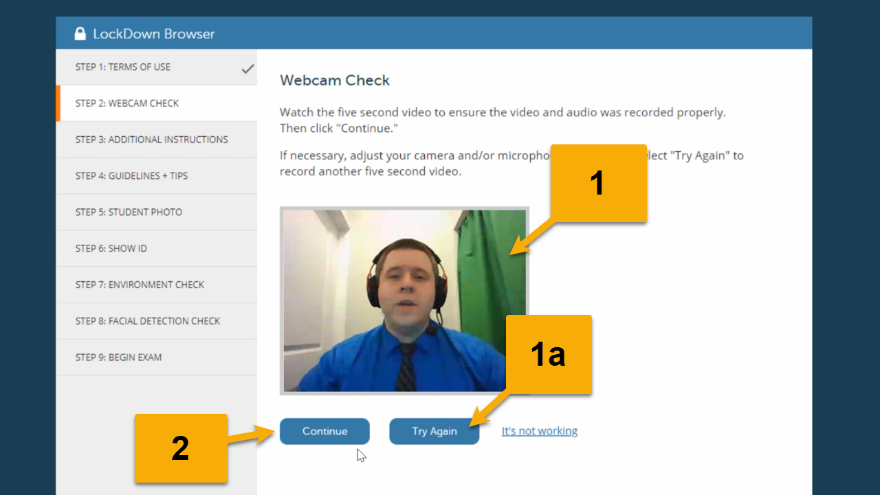 LockDown Browser
STEP 1: TERMS OF USE
STEP 2: WEBCAM CHECK
STEP 3: ADDITIONAL INSTRUCTIONS
STEP 4: GUIDELINES + TIPS
STEP 5: STUDENT PHOTO
STEP 6: SHOW ID
STEP 7: ENVIRONMENT CHECK
STEP 8: FACIAL DETECTION CHECK
STEP 9: BEGIN EXAM
Webcam Check
Watch the five second video to ensure the video and audio was recorded properly.
Then click "Continue."
If necessary, adjust your camera and/or "Try Again" to
record another five second video.
1
1a
2
Continue
Try Again
It's not working